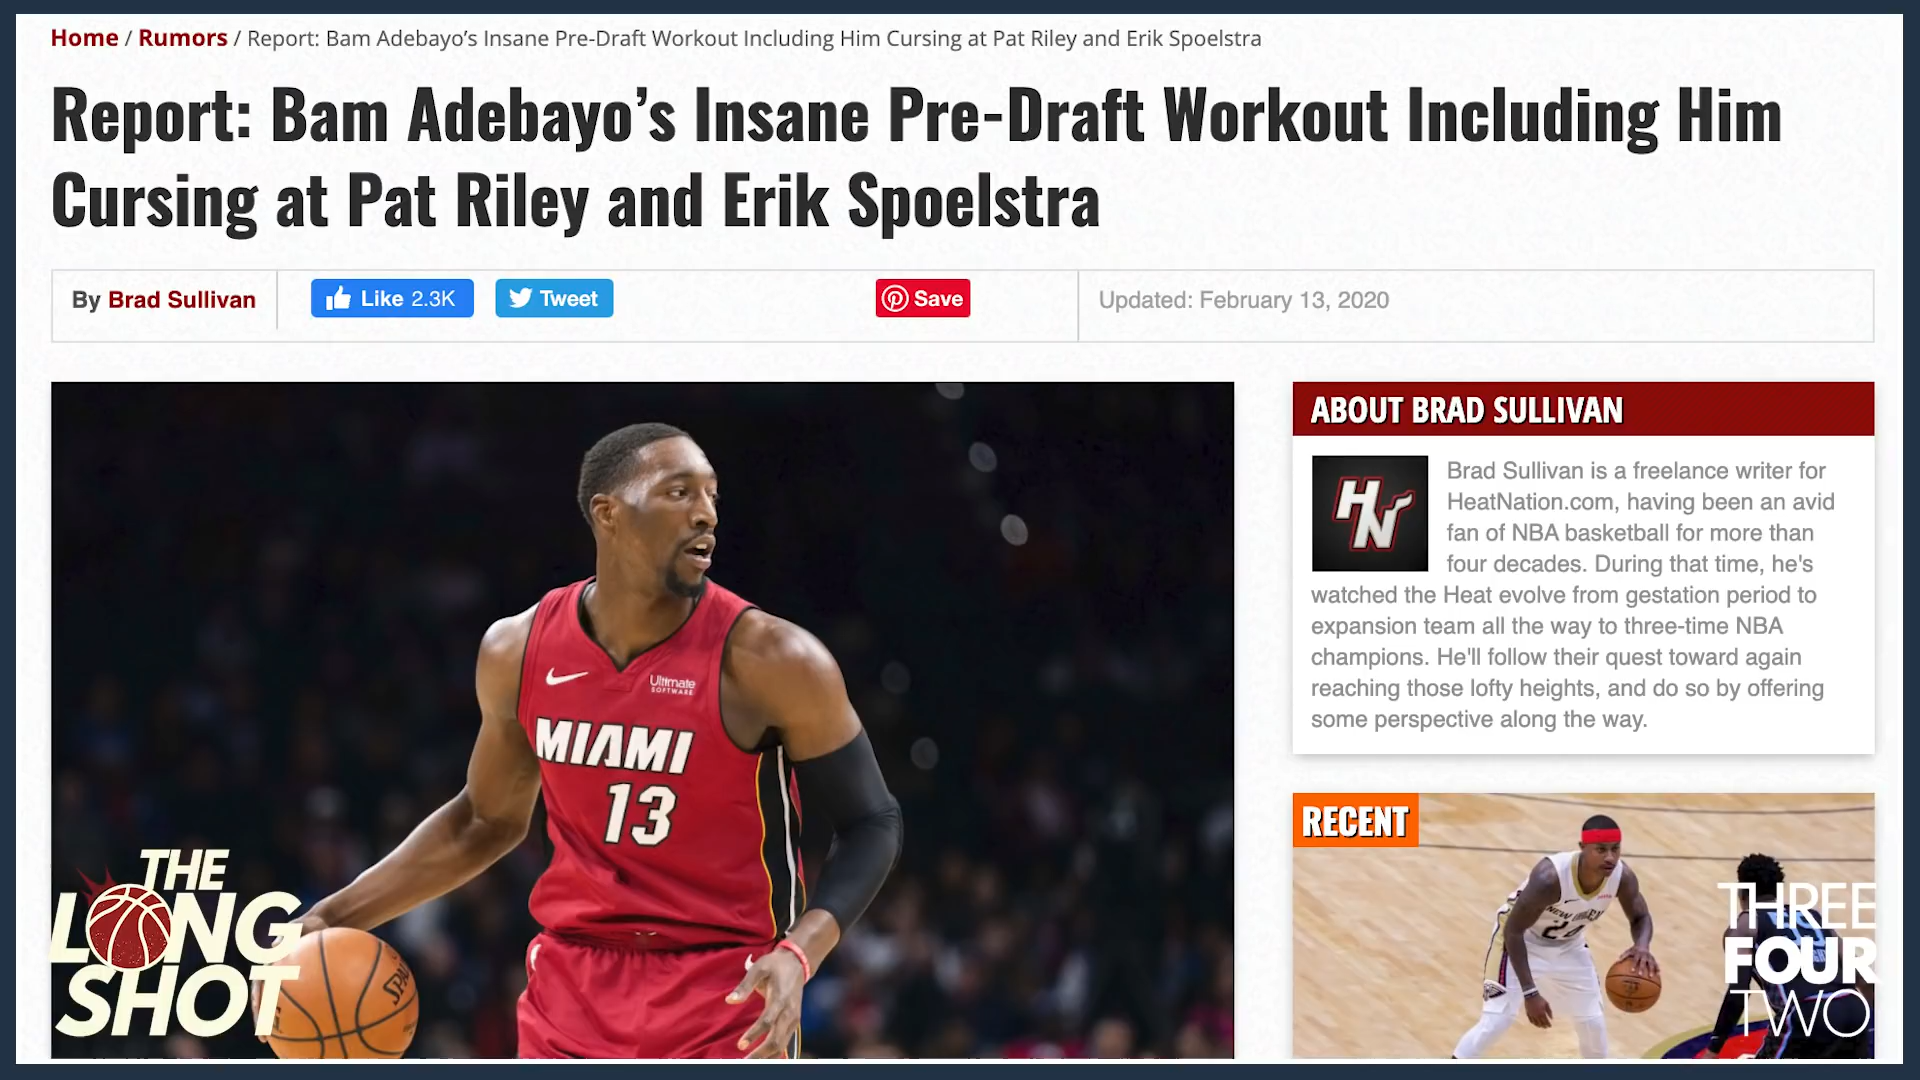 Home / Rumors / Report: Bam Adebayo’s Insane Pre-Draft Workout Including Him Cursing at Pat Riley and Erik Spoelstra
Report: Bam Adebayo’s Insane Pre-Draft Workout Including Him
Cursing at Pat Riley and Erik Spoelstra
By Brad Sullivan
Like 2.3K
Tweet
Save
Updated: February 13, 2020
Ultimate
SOFTWARE
MIAMI
13
SPAL
THE
LONG
SHOT
ABOUT BRAD SULLIVAN
HN
Brad Sullivan is a freelance writer for
HeatNation.com, having been an avid
fan of NBA basketball for more than
four decades. During that time, he's
watched the Heat evolve from gestation period to
expansion team all the way to three-time NBA
champions. He'll follow their quest toward again
reaching those lofty heights, and do so by offering
some perspective along the way.
RECENT
NEW
24
THREE
FOUR
TWO